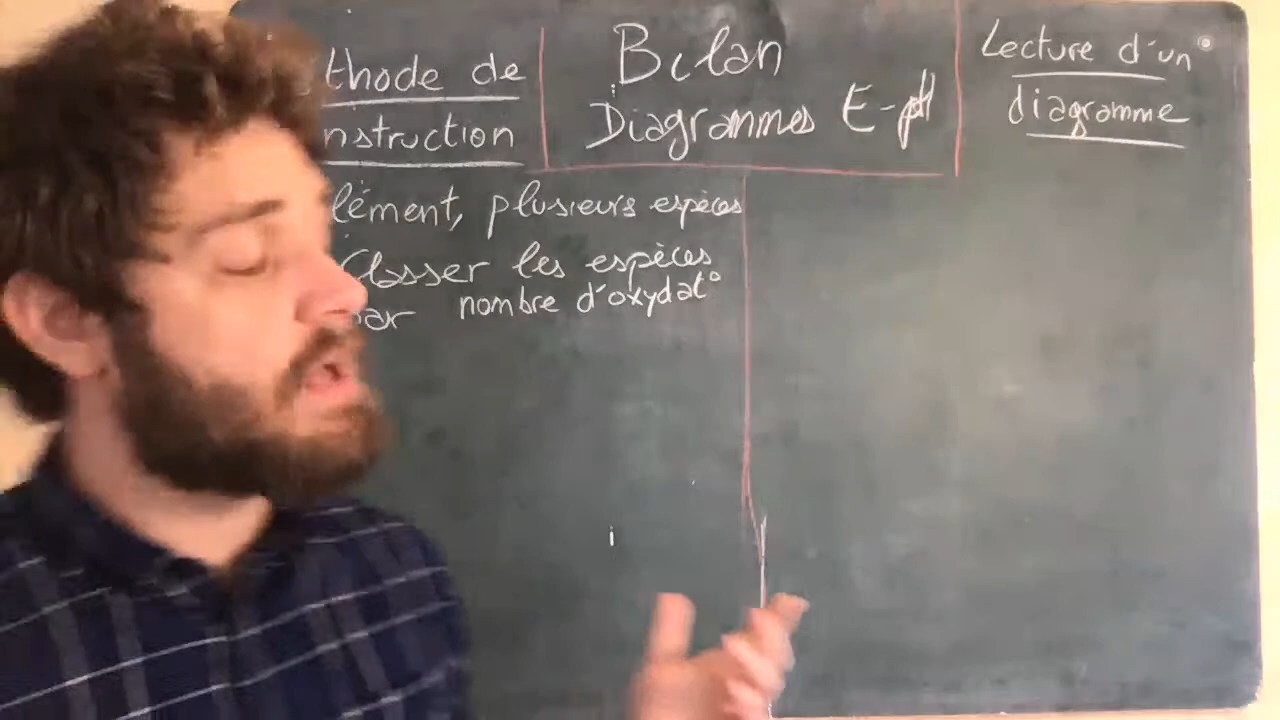 thode de
nstruction
Bilan
Diagrammes E-pH
Lecture d'un
diagramme
lément, plusieurs espèces
Classer les espèces
par nombre d'oxydat°